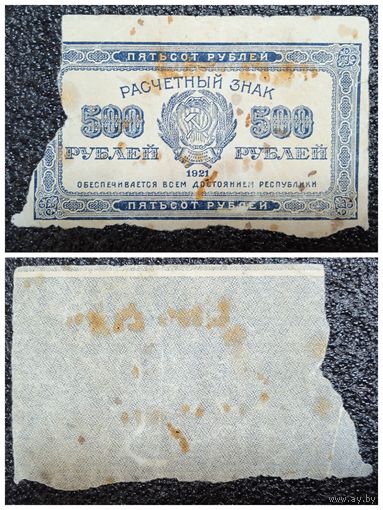 ПЯТЬСОТ РУБЛЕЙ
РАСЧЕТНЫЙ ЗНАК
500 500
РУБЛЕЙ РУБЛЕЙ
1921
ОБЕСПЕЧИВАЕТСЯ ВСЕМ ДОСТОЯНИЕМ РЕСПУБЛИКИ
ПЯТЬСОТ РУБЛЕЙ
www.ay.by